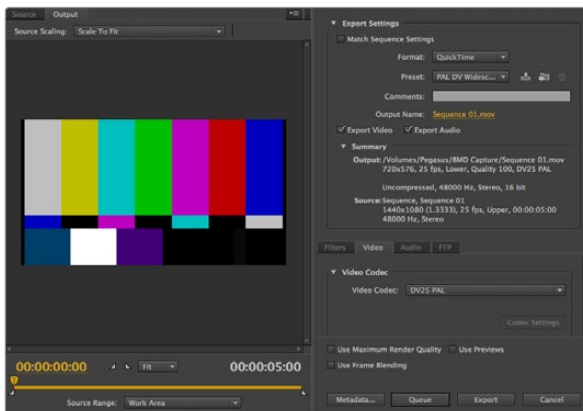 Source Output
Source Scaling: Scale To Fit
00:00:00:00 Fit 00:00:05:00
Source Range: Work Area
Export Settings
Match Sequence Settings
Format: QuickTime
Preset: PAL DV Widesc...
Comments:
Output Name: Sequence 01.mov
Export Video Export Audio
Summary
Output: /Volumes/Pegasus/BMD Capture/Sequence 01.mov
720x576, 25 fps, Lower, Quality 100, DV25 PAL
Uncompressed, 48000 Hz, Stereo, 16 bit
Source: Sequence, Sequence 01
1440x1080 (1.3333), 25 fps, Upper, 00:00:05:00
48000 Hz, Stereo
Filters Video Audio FTP
Video Codec
Video Codec: DV25 PAL
Codec Settings
Use Maximum Render Quality Use Previews
Use Frame Blending
Metadata... Queue Export Cancel